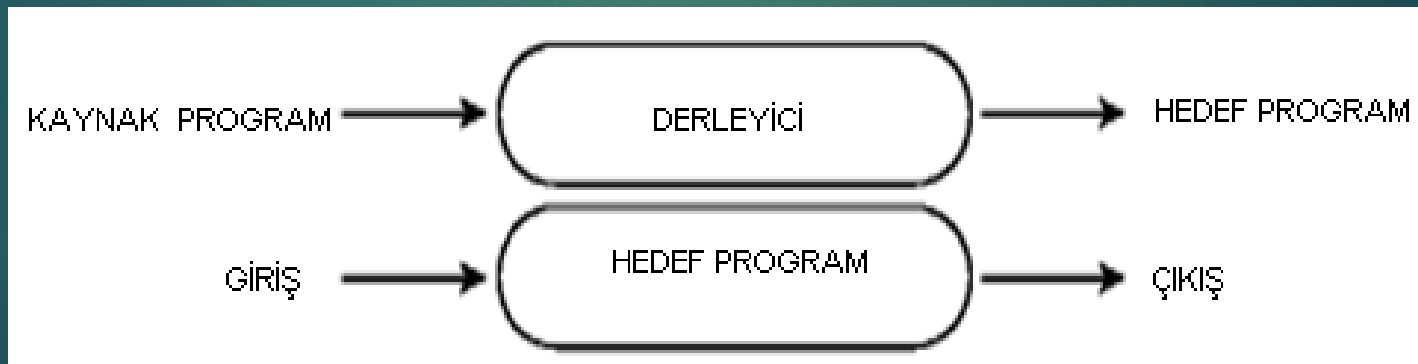 KAYNAK PROGRAM
DERLEYİCİ
HEDEF PROGRAM
GİRİŞ
HEDEF PROGRAM
ÇIKIŞ